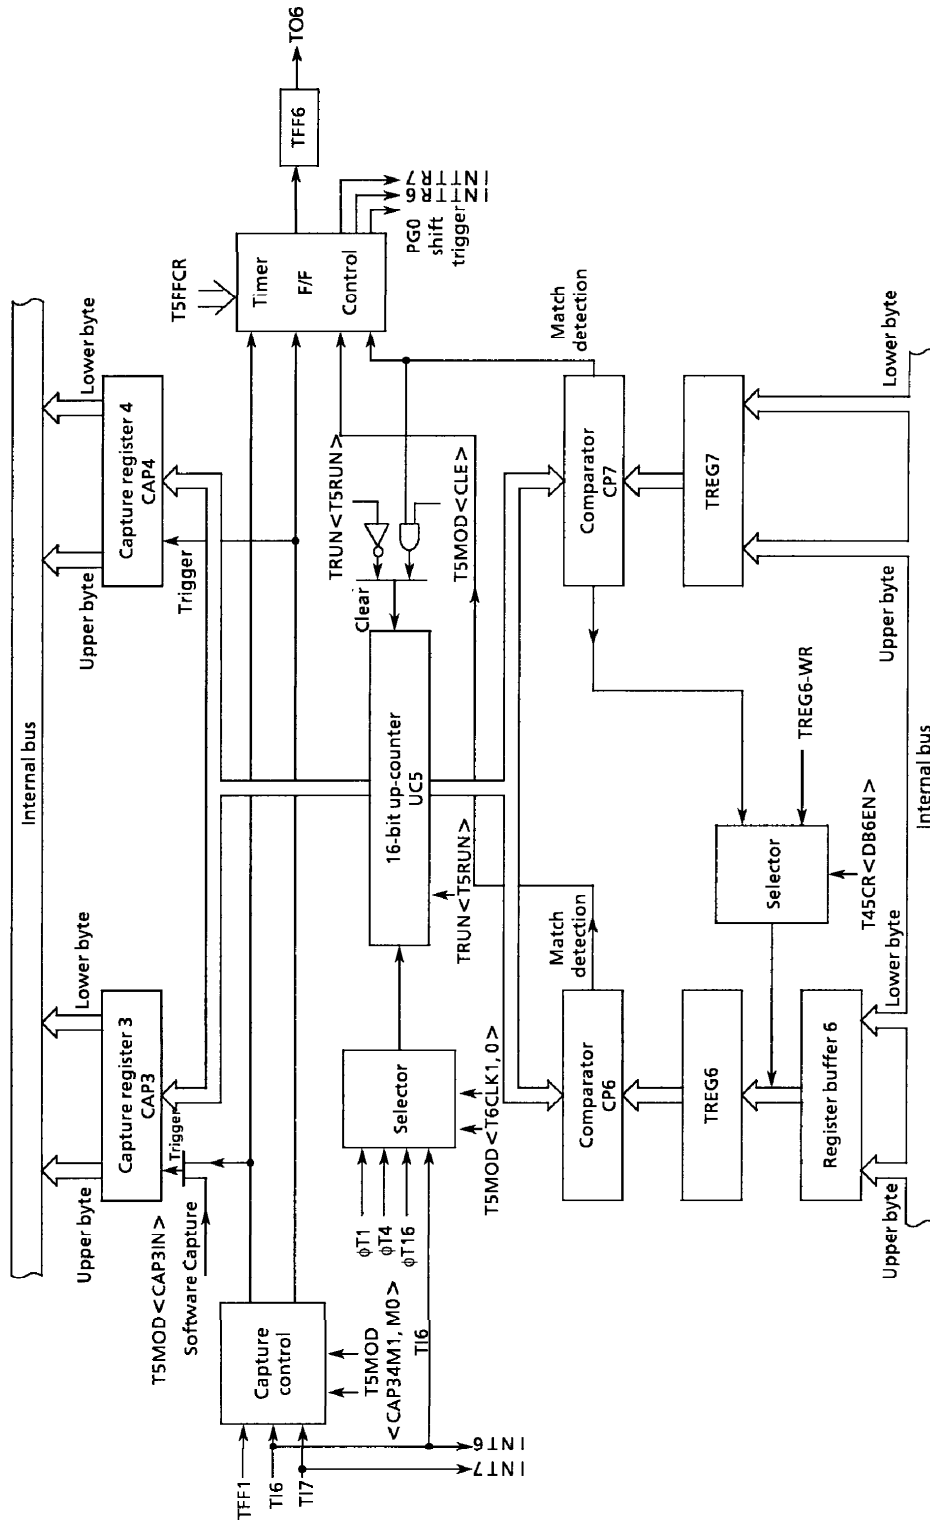 Internal bus
Upper byte
Lower byte
Upper byte
Lower byte
Capture register 3
CAP3
Capture register 4
CAP4
T5MOD<CAP3IN>
Software Capture
Trigger
Trigger
TFF1
TI6
TI7
Capture
control
T5MOD
<CAP34M1, M0>
INT7
INT6
TI6
φT1
φT4
φT16
Selector
T5MOD<T6CLK1, 0>
16-bit up-counter
UC5
TRUN<T5RUN>
Clear
TRUN<T5RUN>
T5MOD<CLE>
T5FFCR
Timer
F/F
Control
TFF6
TO6
INTTR7
INTTR6
PG0
shift
trigger
Match
detection
Match
detection
Comparator
CP6
Comparator
CP7
TREG6
TREG7
Register buffer 6
Selector
TREG6-WR
T45CR<DB6EN>
Upper byte
Lower byte
Upper byte
Lower byte
Internal bus